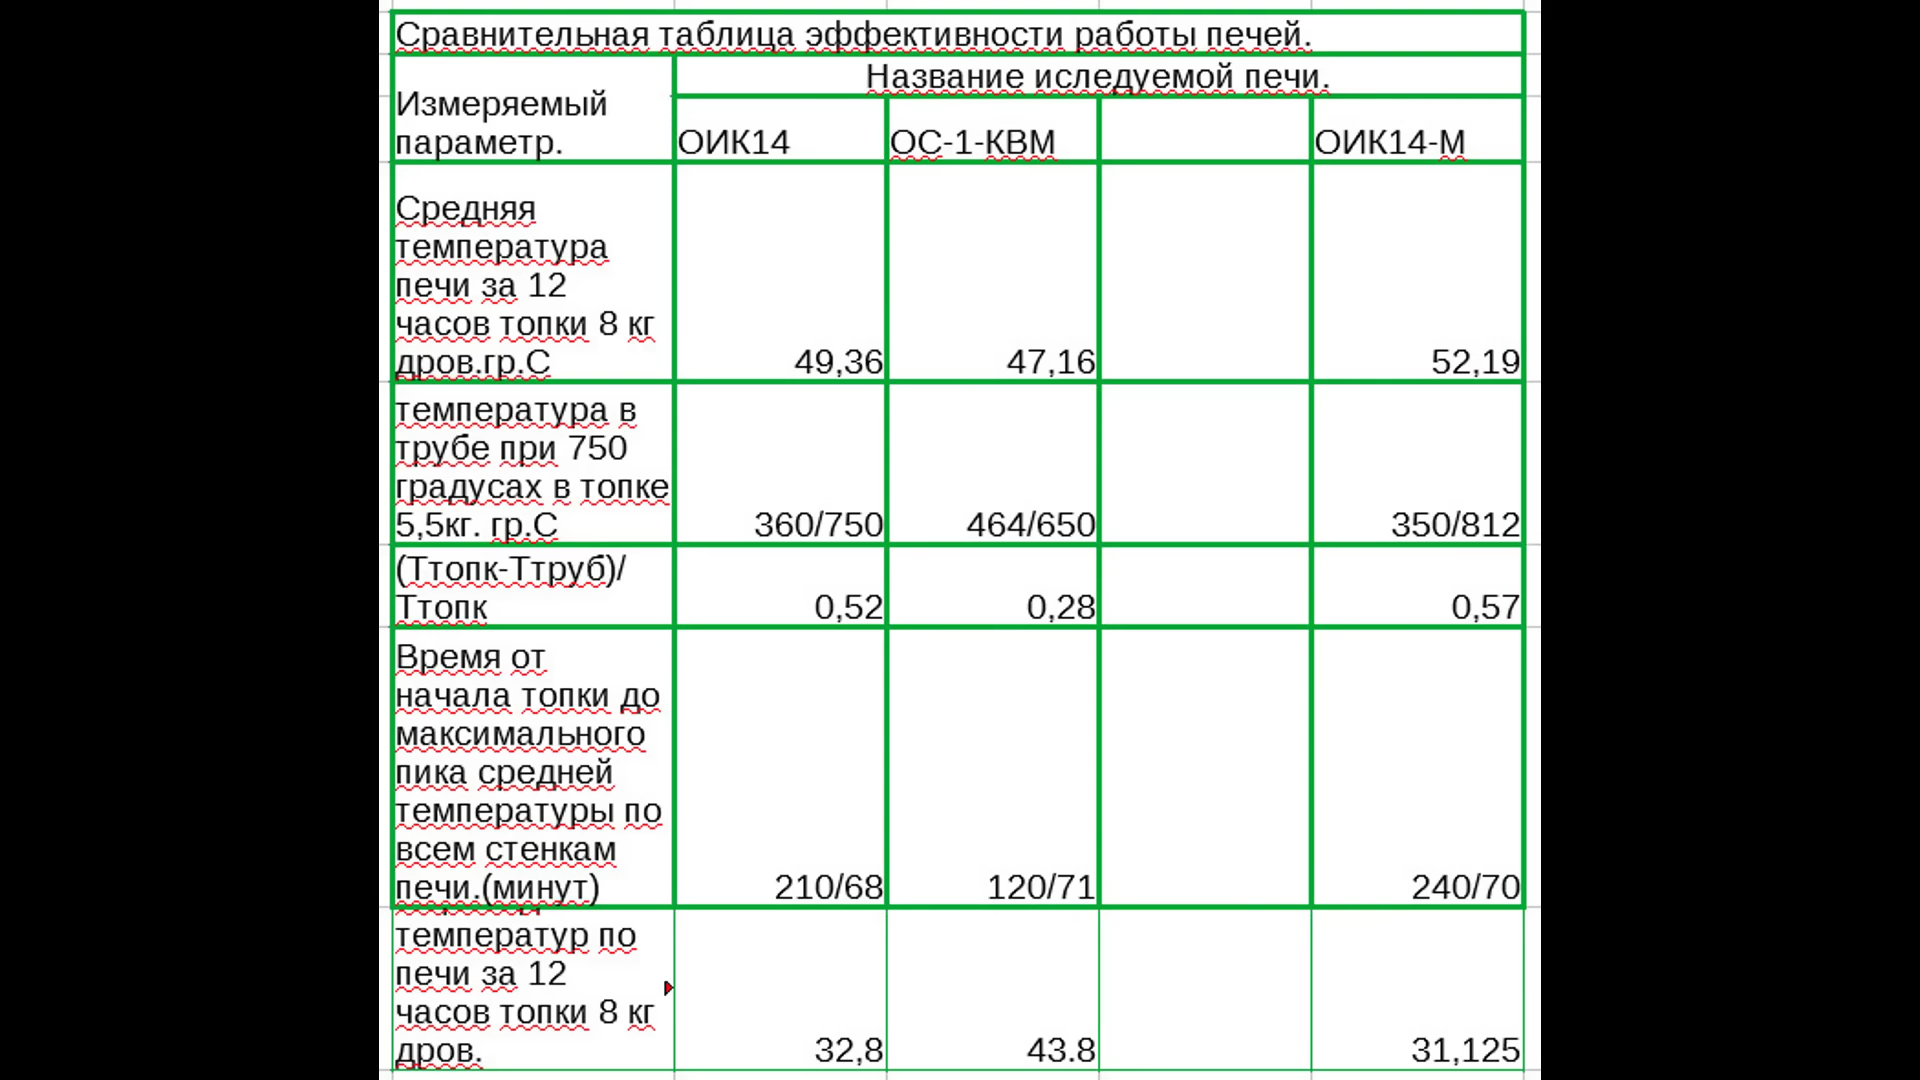 Сравнительная таблица эффективности работы печей.
Название иследуемой печи.
Измеряемый
параметр.
ОИК14
ОС-1-КВМ
ОИК14-М
Средняя
температура
печи за 12
часов топки 8 кг
дров.гр.С
49,36
47,16
52,19
температура в
трубе при 750
градусах в топке
5,5кг. гр.С
360/750
464/650
350/812
(Ттопк-Ттруб)/
Ттопк
0,52
0,28
0,57
Время от
начала топки до
максимального
пика средней
температуры по
всем стенкам
печи.(минут)
210/68
120/71
240/70
температур по
печи за 12
часов топки 8 кг
дров.
32,8
43.8
31,125